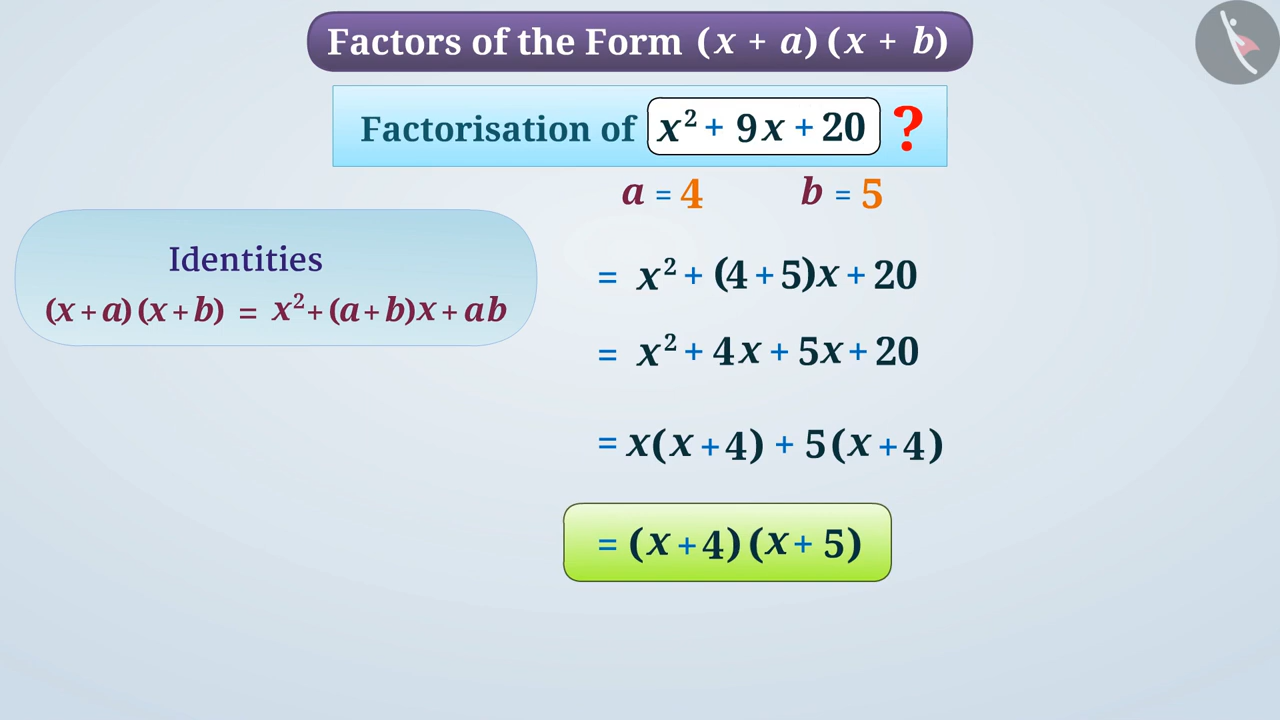 Factors of the Form (x + a) (x + b)
Factorisation of x² + 9x + 20 ?
a = 4 b = 5
Identities
(x + a) (x + b) = x² + (a + b)x + ab
= x² + (4 + 5)x + 20
= x² + 4x + 5x + 20
= x(x + 4) + 5(x + 4)
= (x + 4) (x + 5)